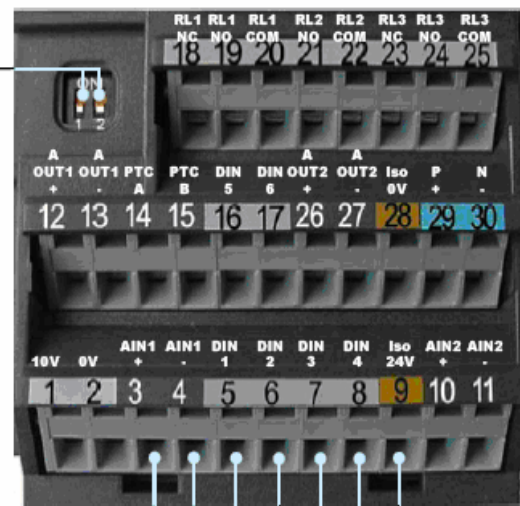 RL1 RL1 RL1 RL2 RL2 RL3 RL3 RL3
NC NO COM NO COM NC NO COM
18 19 20 21 22 23 24 25
ON
1 2
A A A A
OUT1 OUT1 PTC PTC DIN DIN OUT2 OUT2 Iso P N
+ - A B 5 6 + - 0V + -
12 13 14 15 16 17 26 27 28 29 30
AIN1 AIN1 DIN DIN DIN DIN Iso AIN2 AIN2
10V 0V + - 1 2 3 4 24V + -
1 2 3 4 5 6 7 8 9 10 11